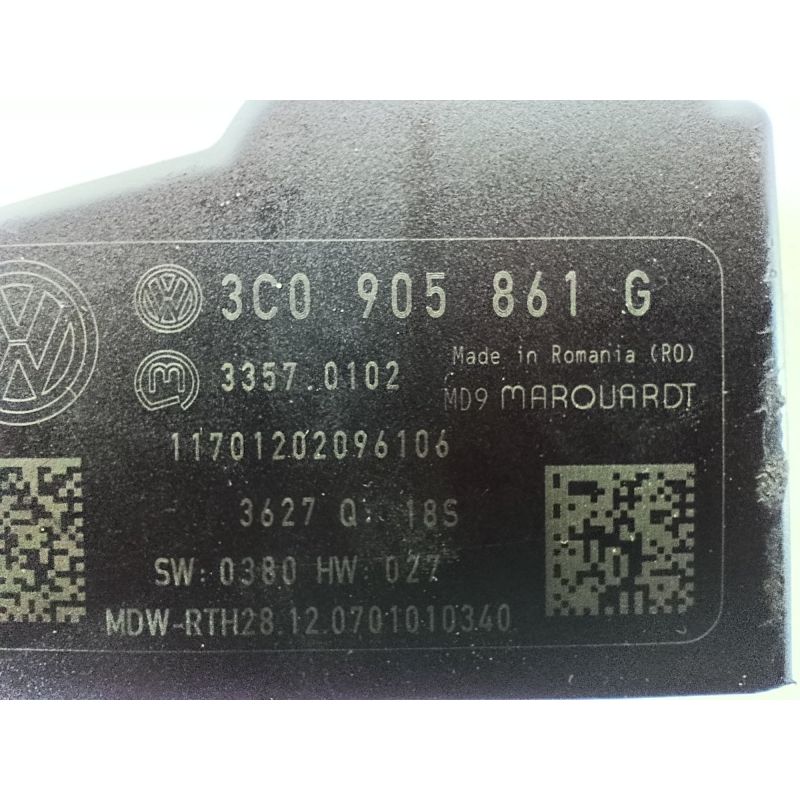 3C0 905 861 G
Made in Romania (RO)
3357.0102
MD9 MARQUARDT
11701202096106
3627 Q: 18S
SW: 0380 HW: 027
MDW-RTH28.12.0701010340